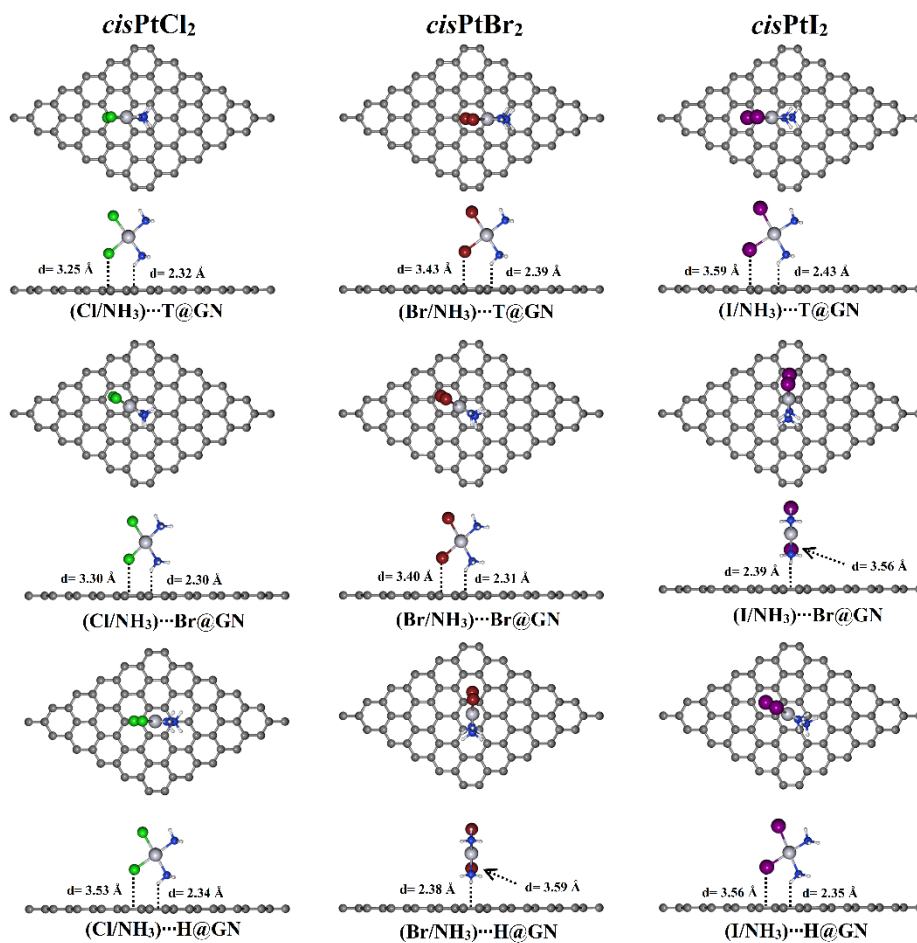 cisPtCl₂ cisPtBr₂ cisPtI₂
d= 3.25 Å d= 2.32 Å d= 3.43 Å d= 2.39 Å d= 3.59 Å d= 2.43 Å
(Cl/NH₃)···T@GN (Br/NH₃)···T@GN (I/NH₃)···T@GN
d= 3.30 Å d= 2.30 Å d= 3.40 Å d= 2.31 Å d= 2.39 Å d= 3.56 Å
(Cl/NH₃)···Br@GN (Br/NH₃)···Br@GN (I/NH₃)···Br@GN
d= 3.53 Å d= 2.34 Å d= 2.38 Å d= 3.59 Å d= 3.56 Å d= 2.35 Å
(Cl/NH₃)···H@GN (Br/NH₃)···H@GN (I/NH₃)···H@GN